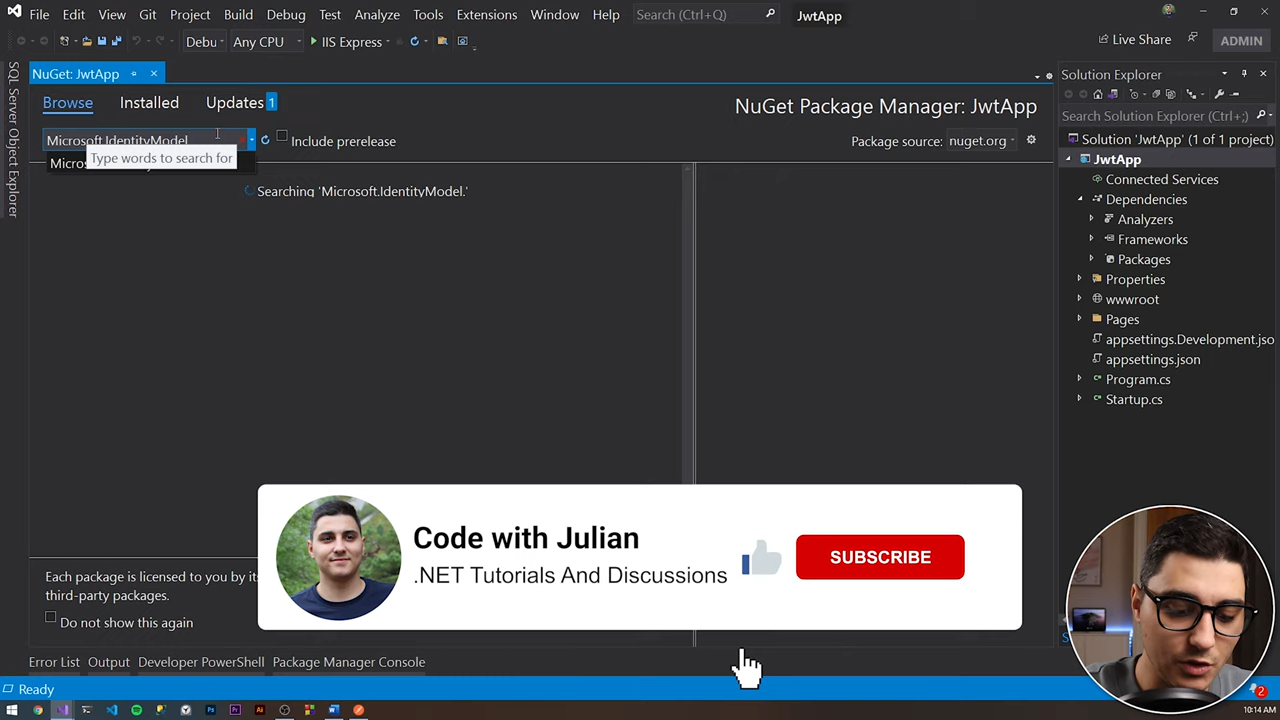 File Edit View Git Project Build Debug Test Analyze Tools Extensions Window Help Search (Ctrl+Q) JwtApp
Debu Any CPU IIS Express Live Share ADMIN
SQL Server Object Explorer
NuGet: JwtApp
Browse Installed Updates 1
NuGet Package Manager: JwtApp
Microsoft.IdentityModel.
Include prerelease
Package source: nuget.org
Type words to search for
Searching 'Microsoft.IdentityModel.'
Each package is licensed to you by its
third-party packages.
Do not show this again
Solution Explorer
Search Solution Explorer (Ctrl+;)
Solution 'JwtApp' (1 of 1 project)
JwtApp
Connected Services
Dependencies
Analyzers
Frameworks
Packages
Properties
wwwroot
Pages
appsettings.Development.jso
appsettings.json
Program.cs
Startup.cs
Code with Julian
.NET Tutorials And Discussions
SUBSCRIBE
Error List Output Developer PowerShell Package Manager Console
Ready
2
10:14 AM